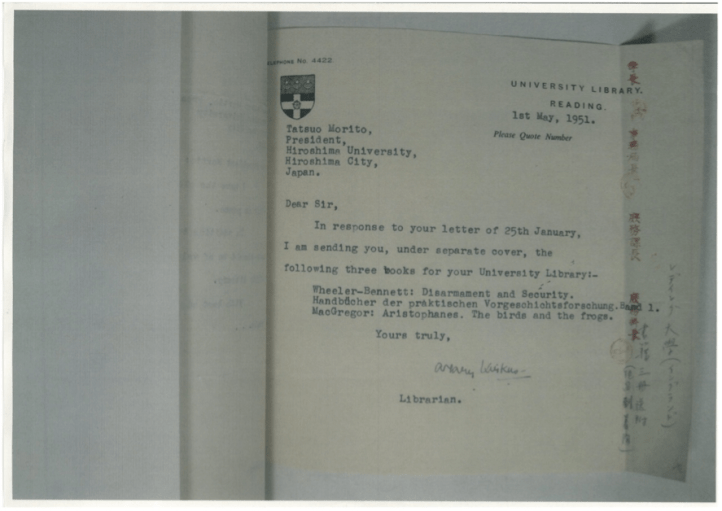 TELEPHONE No. 4422
UNIVERSITY LIBRARY.
READING.
1st May, 1951.
Please Quote Number
Tatsuo Morito,
President,
Hiroshima University,
Hiroshima City,
Japan.
Dear Sir,
In response to your letter of 25th January,
I am sending you, under separate cover, the
following three books for your University Library:-
Wheeler-Bennett: Disarmament and Security.
Handbücher der praktischen Vorgeschichtsforschung.Band 1.
MacGregor: Aristophanes. The birds and the frogs.
Yours truly,
Librarian.